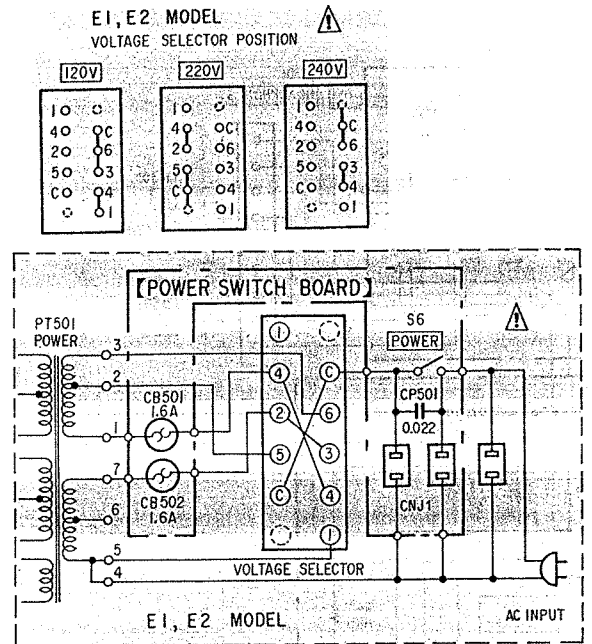 E1, E2 MODEL
VOLTAGE SELECTOR POSITION
120V 220V 240V
1
4 C
2 6
5 3
C 4
1
1
4 C
2 6
5 3
C 4
1
1
4 C
2 6
5 3
C 4
1
【POWER SWITCH BOARD】
PT501
POWER
S6
POWER
3
2
1
CB501
1.6A
7
6
CB502
1.6A
5
4
1
4 C
2 6
5 3
C 4
1
CP501
0.022
CNJ1
VOLTAGE SELECTOR
E1, E2 MODEL
AC INPUT